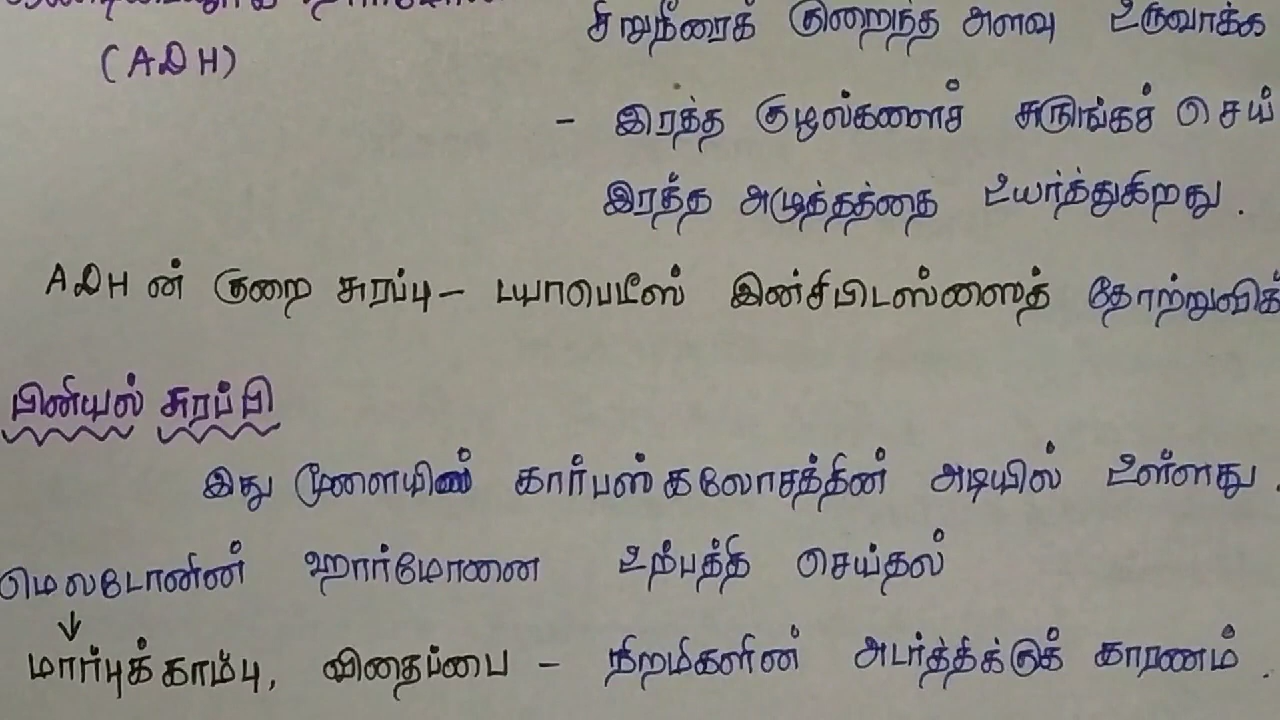 சிறுநீரைக் குறைந்த அளவு உருவாக்க
(ADH)
- இரத்த குழல்களைச் சுருங்கச் செய்
இரத்த அழுத்தத்தை உயர்த்துகிறது.
ADH ன் குறை சுரப்பு - டயாபெடீஸ் இன்சிபிடஸ்ஸைத் தோற்றுவிக்
பினியல் சுரப்பி
இது மூளையின் கார்பஸ் கலோசத்தின் அடியில் உள்ளது.
மெலடோனின் ஹார்மோனை உற்பத்தி செய்தல்
↓
மார்புக்காம்பு, விதைப்பை - நிறமிகளின் அடர்த்திக்குக் காரணம்.